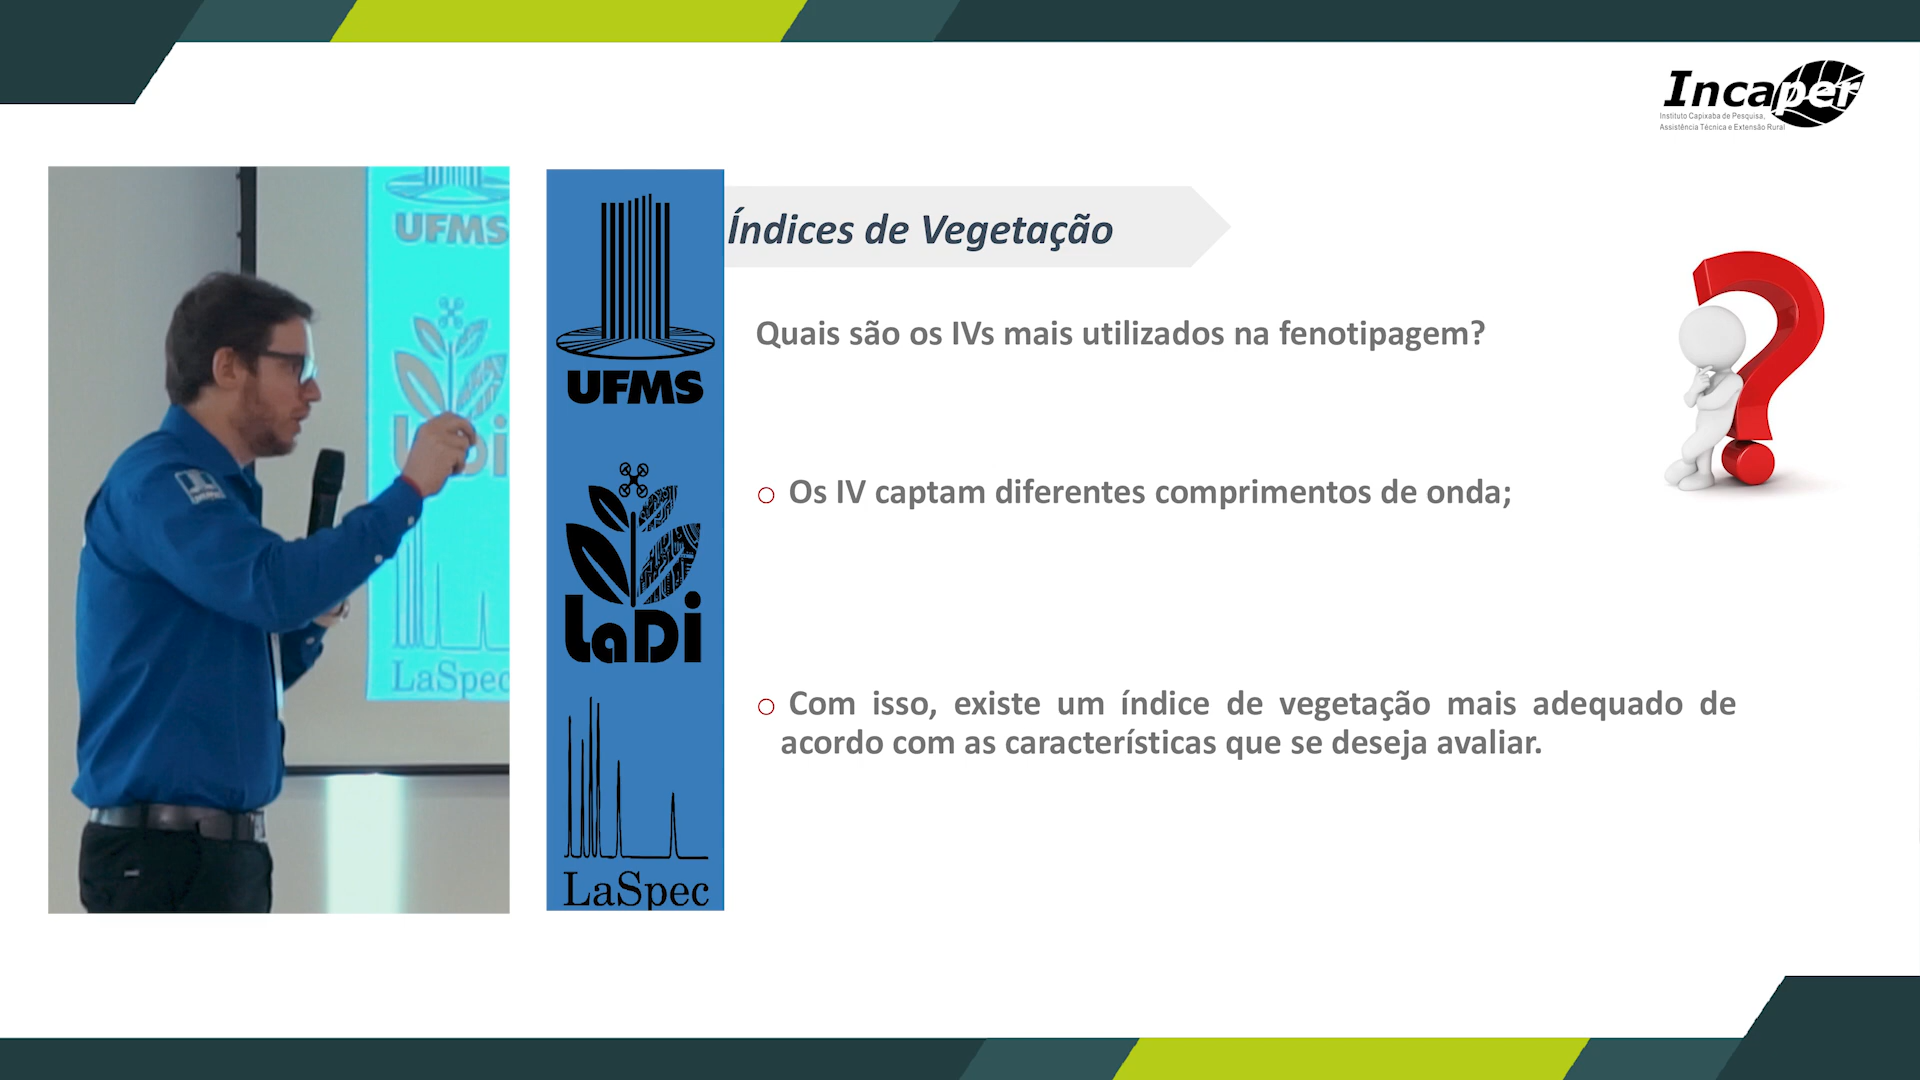 Incaper
Instituto Capixaba de Pesquisa,
Assistência Técnica e Extensão Rural
UFMS
LaDi
LaSpec
UFMS
LaDi
LaSpec
Índices de Vegetação
Quais são os IVs mais utilizados na fenotipagem?
Os IV captam diferentes comprimentos de onda;
Com isso, existe um índice de vegetação mais adequado de
acordo com as características que se deseja avaliar.